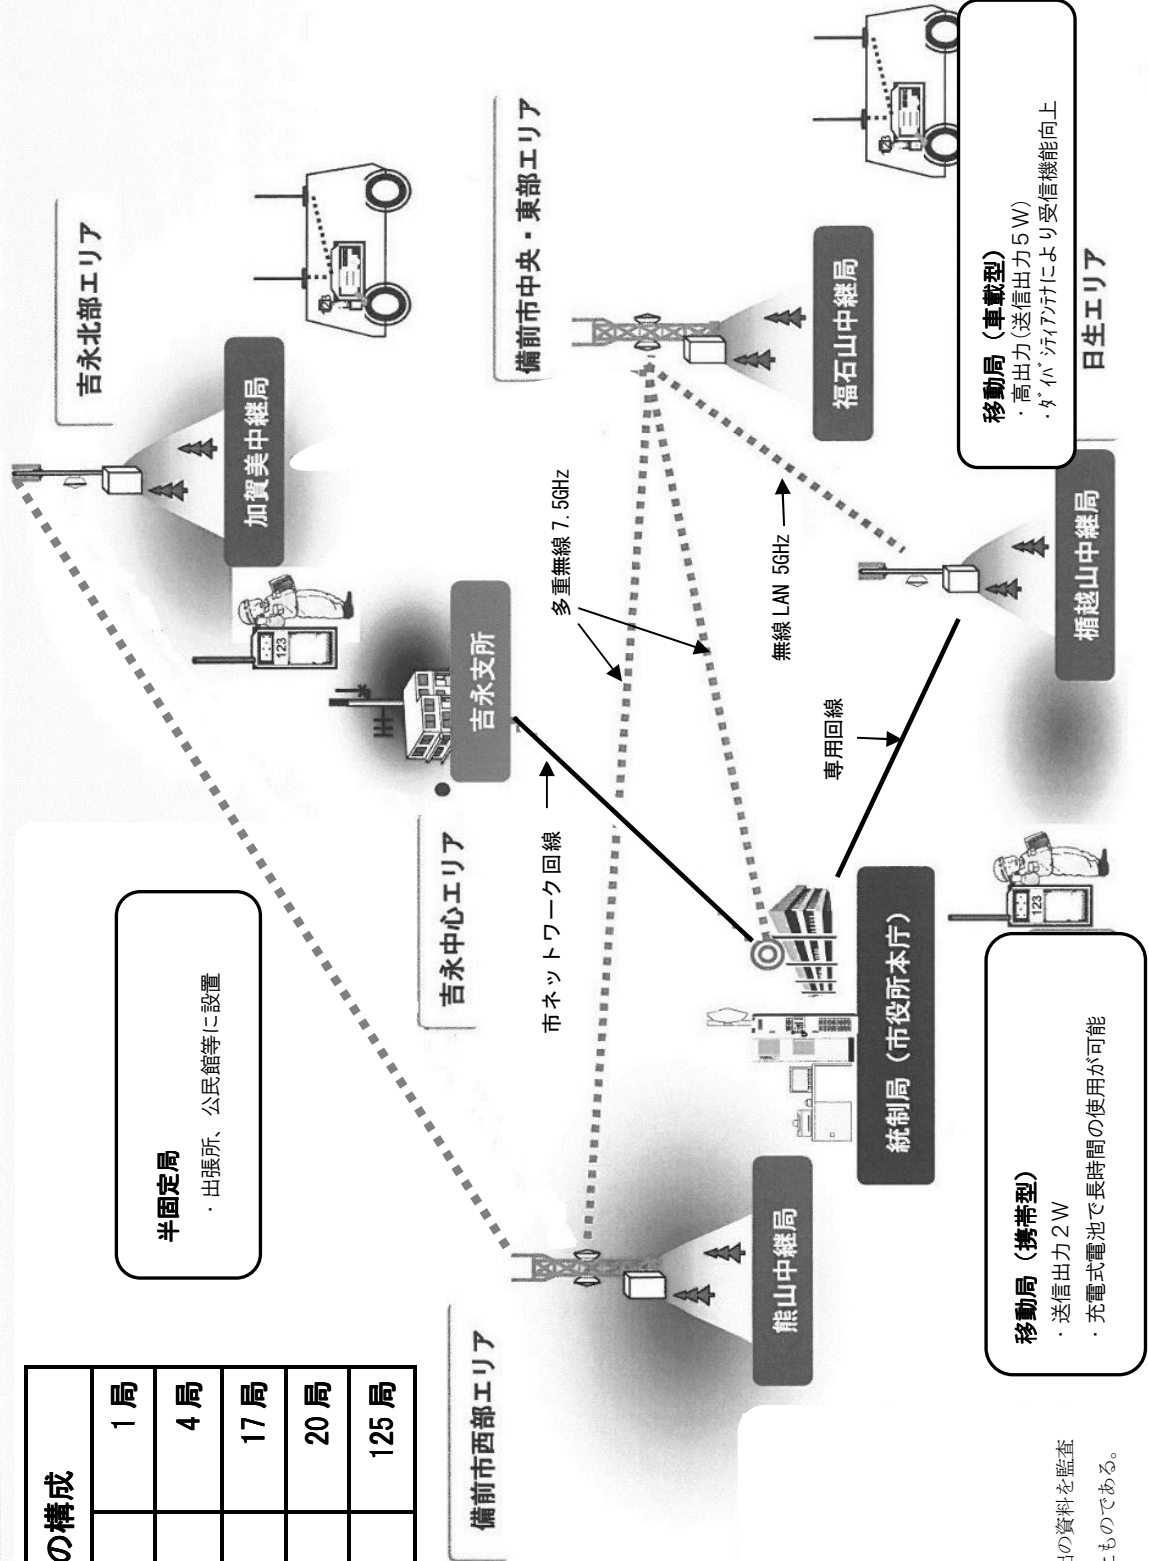 の構成
1局
4局
17局
20局
125局
半固定局
・出張所、公民館等に設置
吉永北部エリア
加賀美中継局
123
吉永支所
吉永中心エリア
備前市西部エリア
熊山中継局
備前市中央・東部エリア
福石山中継局
多重無線 7.5GHz
無線 LAN 5GHz
市ネットワーク回線
専用回線
統制局（市役所本庁）
楯越山中継局
日生エリア
123
移動局（車載型）
・高出力（送信出力５Ｗ）
・ﾀﾞｲﾊﾞｼﾃｨｱﾝﾃﾅにより受信機能向上
移動局（携帯型）
・送信出力２Ｗ
・充電式電池で長時間の使用が可能
の資料を監査
ものである。